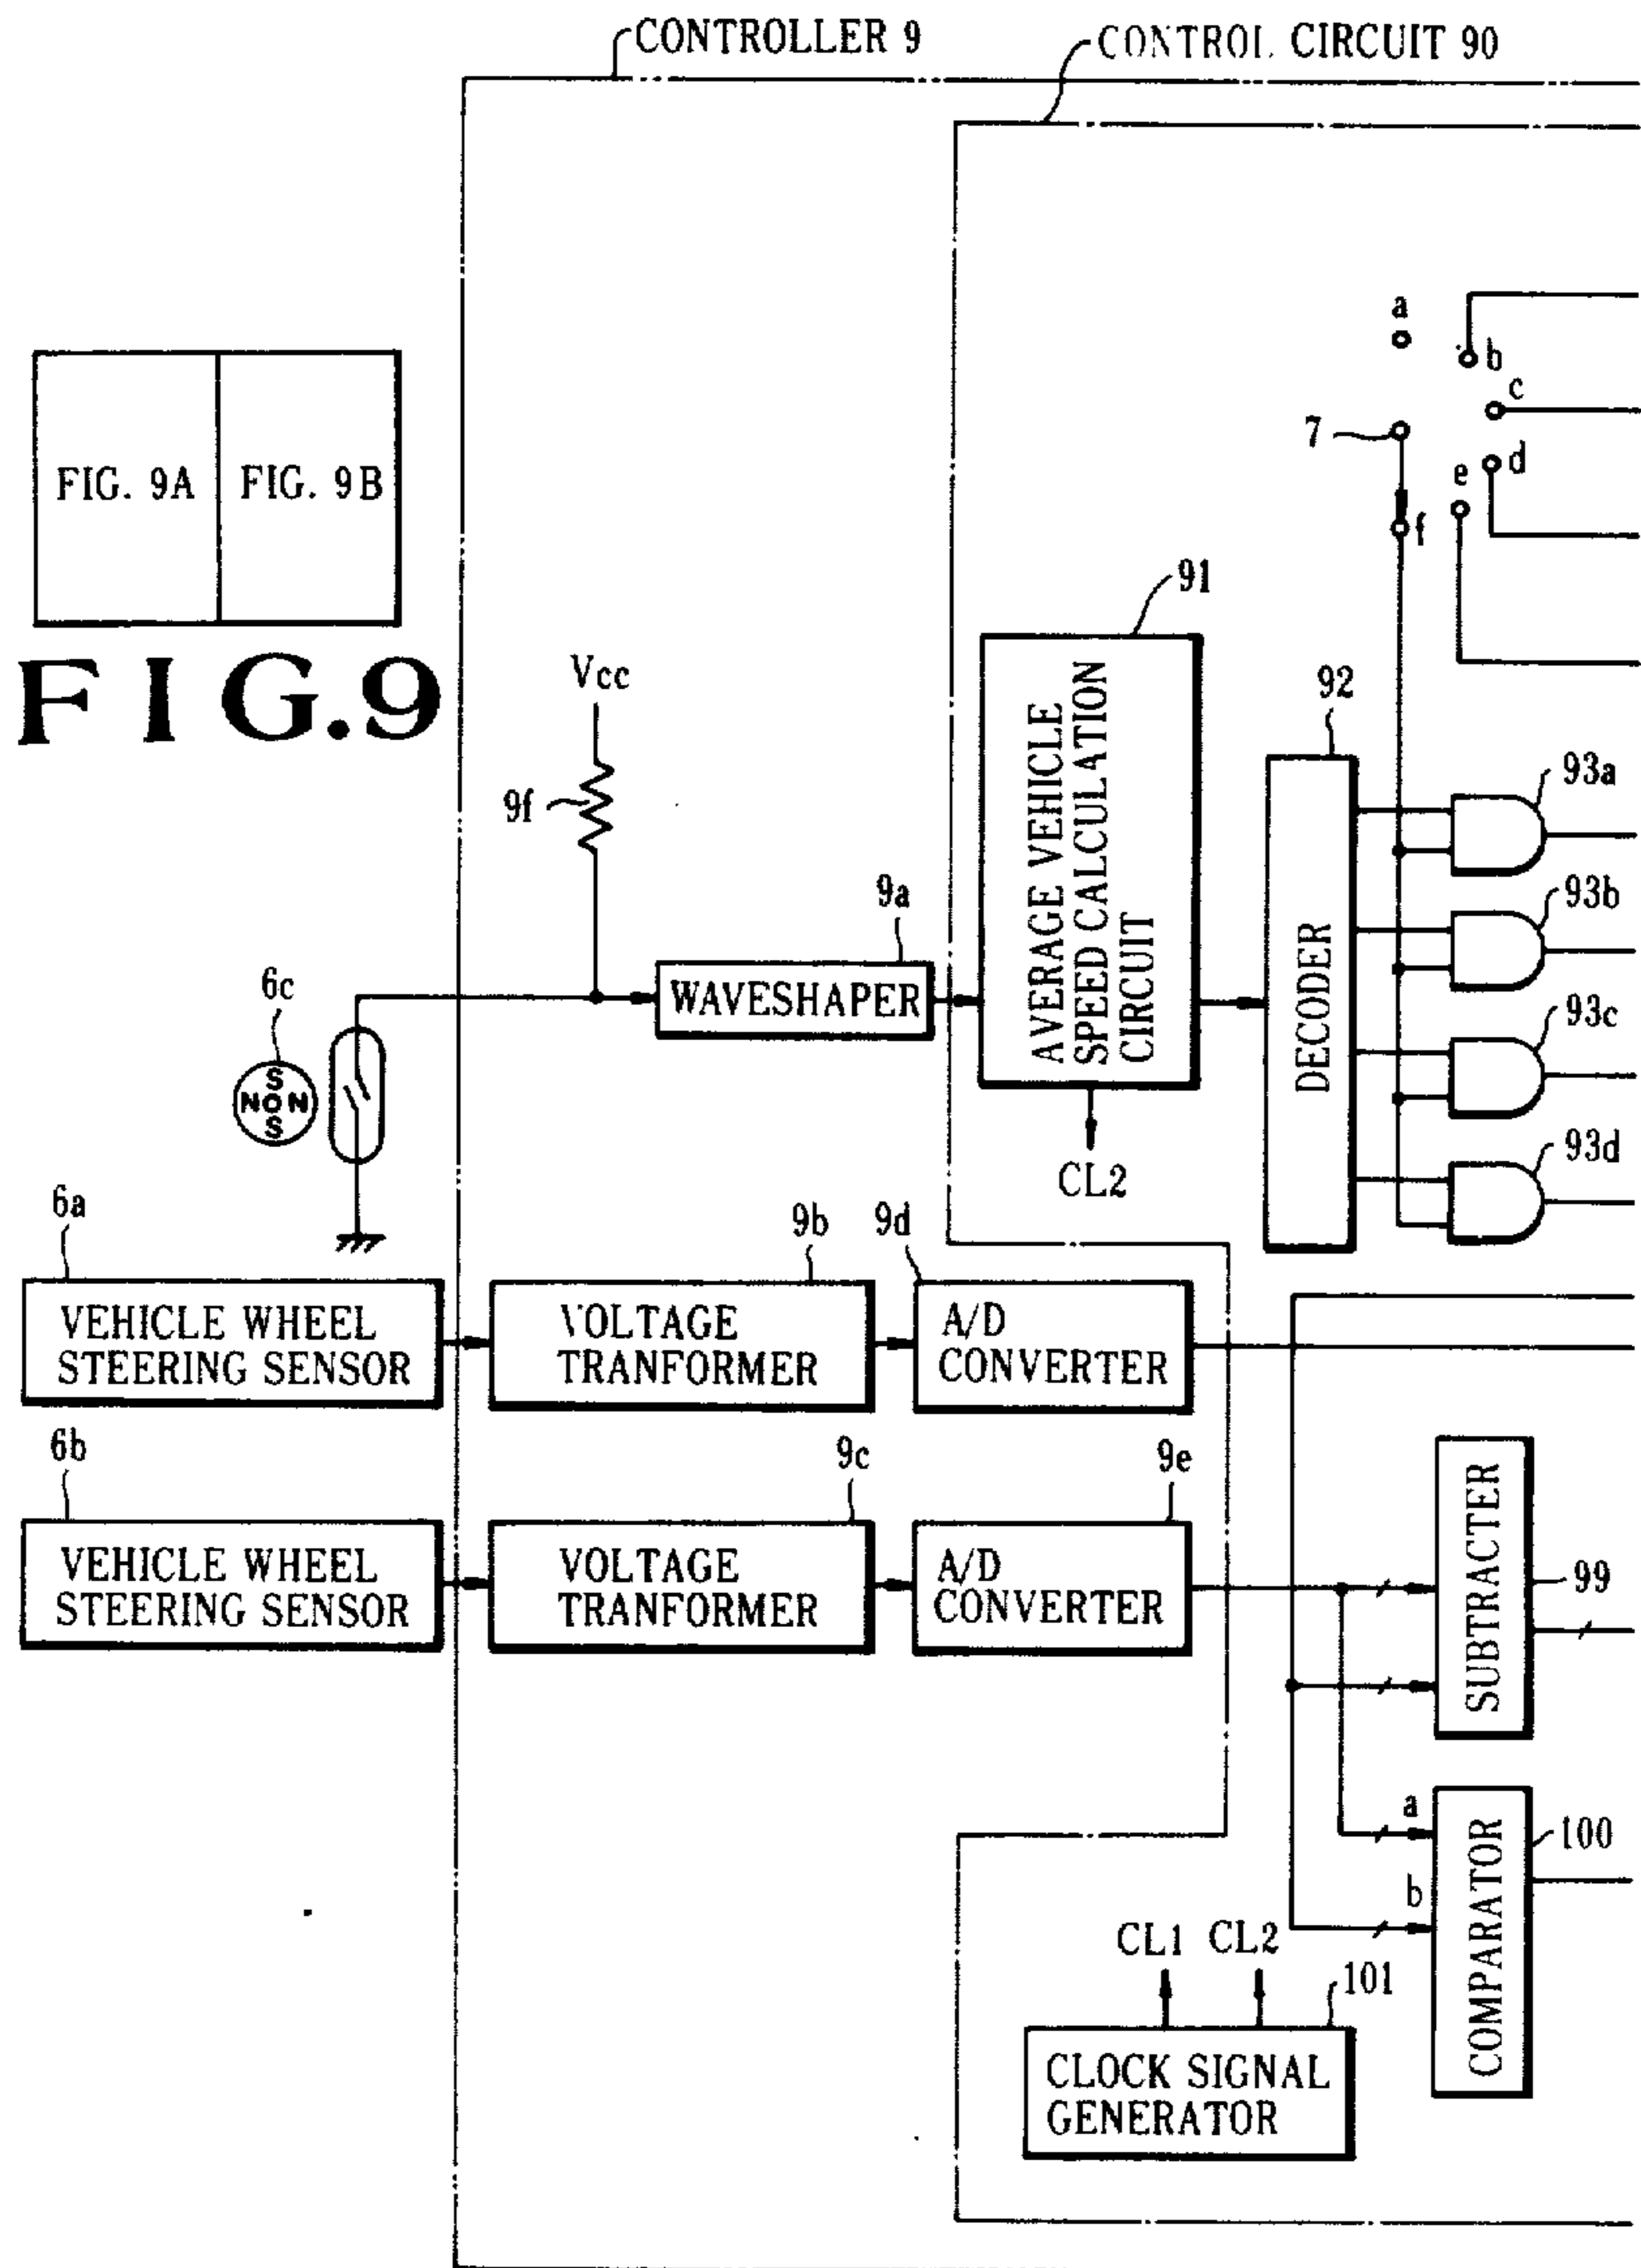 CONTROLLER 9
CONTROL CIRCUIT 90
a
b
c
7
d
e
f
FIG. 9A
FIG. 9B
FIG.9
91
Vcc
92
9f
AVERAGE VEHICLE
SPEED CALCULATION
CIRCUIT
93a
9a
93b
6c
WAVESHAPER
DECODER
93c
S
NON
S
93d
CL2
6a
9b
9d
VEHICLE WHEEL
STEERING SENSOR
VOLTAGE
TRANFORMER
A/D
CONVERTER
6b
9c
9e
VEHICLE WHEEL
STEERING SENSOR
VOLTAGE
TRANFORMER
A/D
CONVERTER
SUBTRACTER
99
a
b
COMPARATOR
100
CL1
CL2
101
CLOCK SIGNAL
GENERATOR